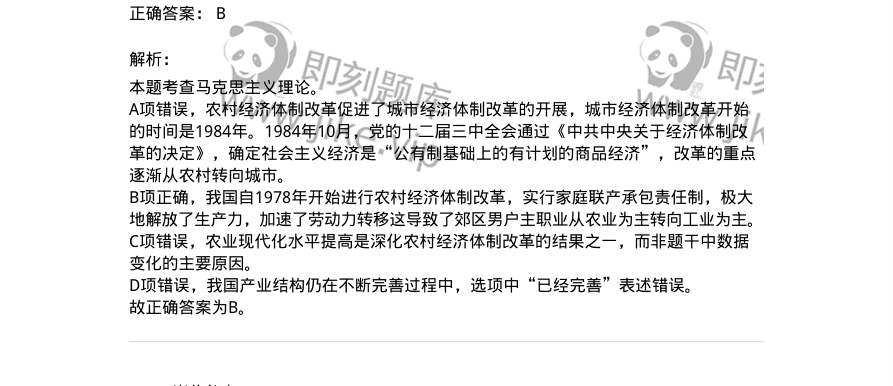 正确答案： B
解析：
本题考查马克思主义理论。
A项错误，农村经济体制改革促进了城市经济体制改革的开展，城市经济体制改革开始
的时间是1984年。1984年10月，党的十二届三中全会通过《中共中央关于经济体制改
革的决定》，确定社会主义经济是“公有制基础上的有计划的商品经济”，改革的重点
逐渐从农村转向城市。
B项正确，我国自1978年开始进行农村经济体制改革，实行家庭联产承包责任制，极大
地解放了生产力，加速了劳动力转移这导致了郊区男户主职业从农业为主转向工业为主。
C项错误，农业现代化水平提高是深化农村经济体制改革的结果之一，而非题干中数据
变化的主要原因。
D项错误，我国产业结构仍在不断完善过程中，选项中“已经完善”表述错误。
故正确答案为B。
即刻题库
www.jike.vip
即刻
www.ji